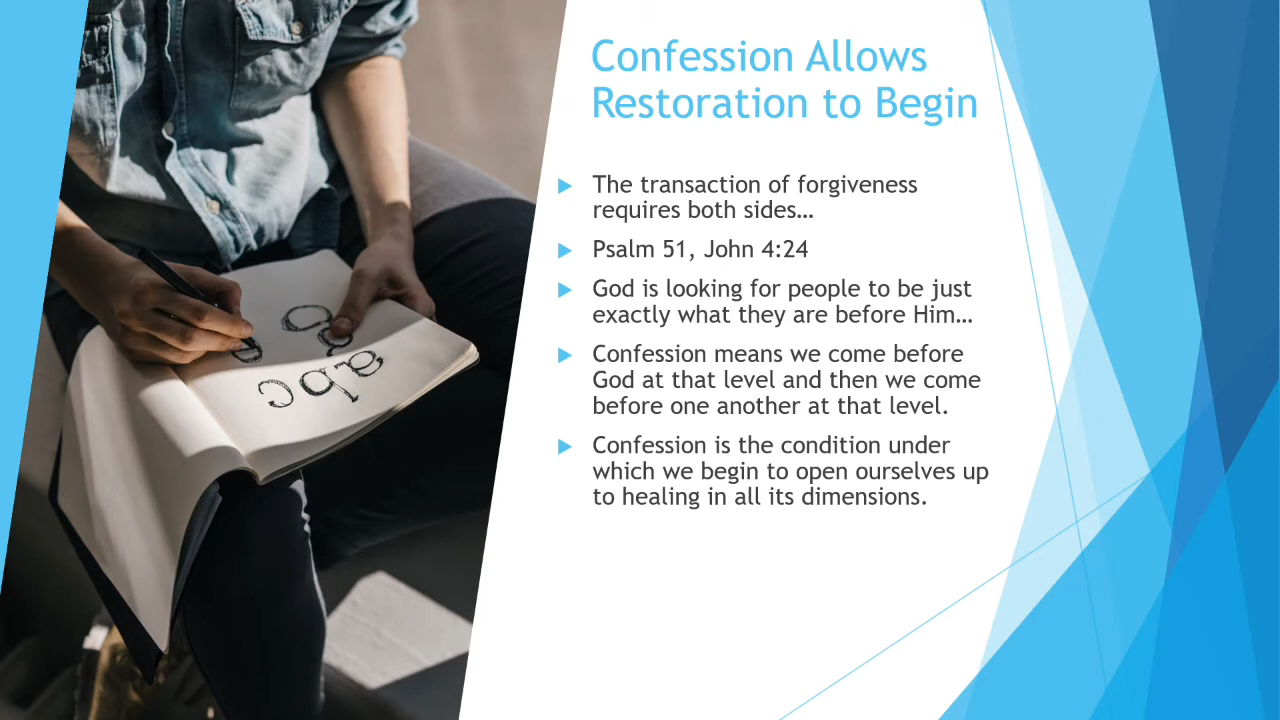 Confession Allows
Restoration to Begin
The transaction of forgiveness
requires both sides…
Psalm 51, John 4:24
God is looking for people to be just
exactly what they are before Him…
Confession means we come before
God at that level and then we come
before one another at that level.
Confession is the condition under
which we begin to open ourselves up
to healing in all its dimensions.
abc